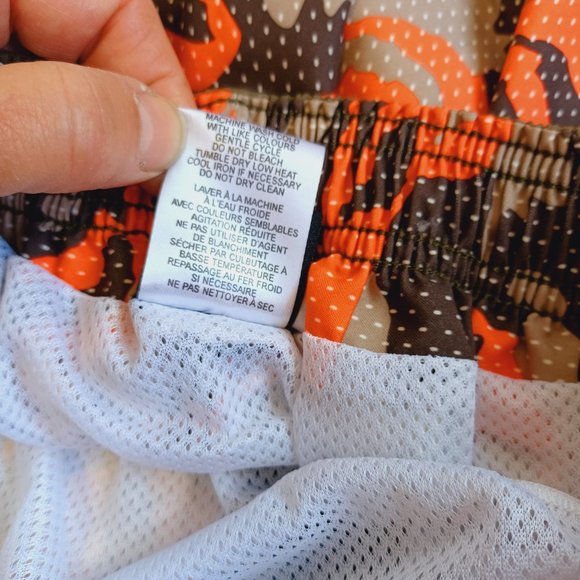 MACHINE WASH COLD
WITH LIKE COLOURS
GENTLE CYCLE
DO NOT BLEACH
TUMBLE DRY LOW HEAT
COOL IRON IF NECESSARY
DO NOT DRY CLEAN
LAVER À LA MACHINE
À L'EAU FROIDE
AVEC COULEURS SEMBLABLES
AGITATION RÉDUITE
NE PAS UTILISER D'AGENT
DE BLANCHIMENT
SÉCHER PAR CULBUTAGE À
BASSE TEMPÉRATURE
REPASSAGE AU FER FROID
SI NÉCESSAIRE
NE PAS NETTOYER À SEC